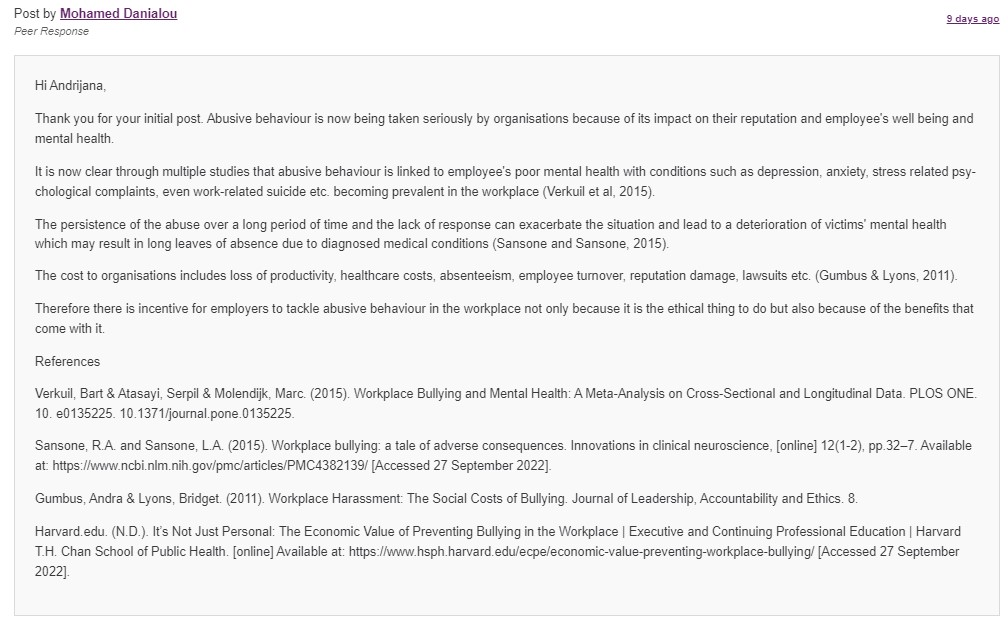 Post by Mohamed Danialou
9 days ago
Peer Response
Hi Andrijana,
Thank you for your initial post. Abusive behaviour is now being taken seriously by organisations because of its impact on their reputation and employee's well being and
mental health.
It is now clear through multiple studies that abusive behaviour is linked to employee's poor mental health with conditions such as depression, anxiety, stress related psy-
chological complaints, even work-related suicide etc. becoming prevalent in the workplace (Verkuil et al, 2015).
The persistence of the abuse over a long period of time and the lack of response can exacerbate the situation and lead to a deterioration of victims' mental health
which may result in long leaves of absence due to diagnosed medical conditions (Sansone and Sansone, 2015).
The cost to organisations includes loss of productivity, healthcare costs, absenteeism, employee turnover, reputation damage, lawsuits etc. (Gumbus & Lyons, 2011).
Therefore there is incentive for employers to tackle abusive behaviour in the workplace not only because it is the ethical thing to do but also because of the benefits that
come with it.
References
Verkuil, Bart & Atasayi, Serpil & Molendijk, Marc. (2015). Workplace Bullying and Mental Health: A Meta-Analysis on Cross-Sectional and Longitudinal Data. PLOS ONE.
10. e0135225. 10.1371/journal.pone.0135225.
Sansone, R.A. and Sansone, L.A. (2015). Workplace bullying: a tale of adverse consequences. Innovations in clinical neuroscience, [online] 12(1-2), pp.32–7. Available
at: https://www.ncbi.nlm.nih.gov/pmc/articles/PMC4382139/ [Accessed 27 September 2022].
Gumbus, Andra & Lyons, Bridget. (2011). Workplace Harassment: The Social Costs of Bullying. Journal of Leadership, Accountability and Ethics. 8.
Harvard.edu. (N.D.). It's Not Just Personal: The Economic Value of Preventing Bullying in the Workplace | Executive and Continuing Professional Education | Harvard
T.H. Chan School of Public Health. [online] Available at: https://www.hsph.harvard.edu/ecpe/economic-value-preventing-workplace-bullying/ [Accessed 27 September
2022].